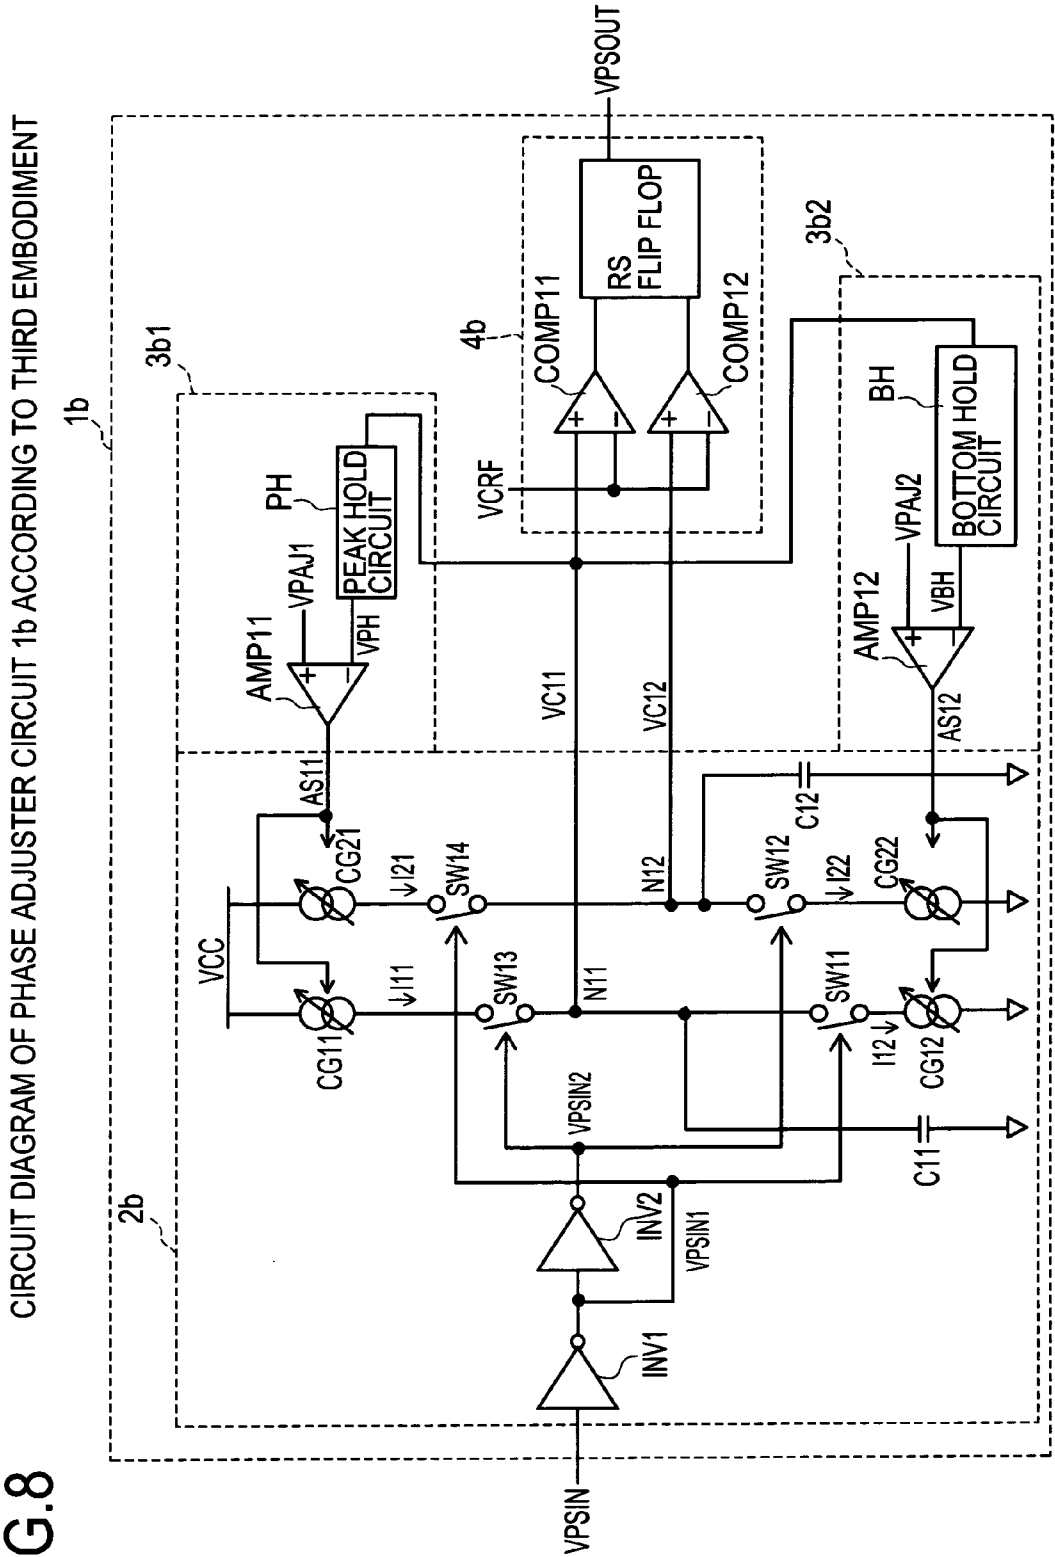 G.8
CIRCUIT DIAGRAM OF PHASE ADJUSTER CIRCUIT 1b ACCORDING TO THIRD EMBODIMENT
1b
2b
3b1
VCC
CG11
CG21
AS11
AMP11
VPAJ1
VPH
PH
PEAK HOLD
CIRCUIT
I11
I21
SW13
SW14
4b
VCRF
COMP11
COMP12
RS
FLIP FLOP
VPSOUT
VPSIN
INV1
INV2
VPSIN1
VPSIN2
N11
N12
VC11
VC12
SW11
SW12
I12
I22
CG12
CG22
C11
C12
AS12
AMP12
VPAJ2
VBH
BH
BOTTOM HOLD
CIRCUIT
3b2
+
−
+
−
+
−
+
−